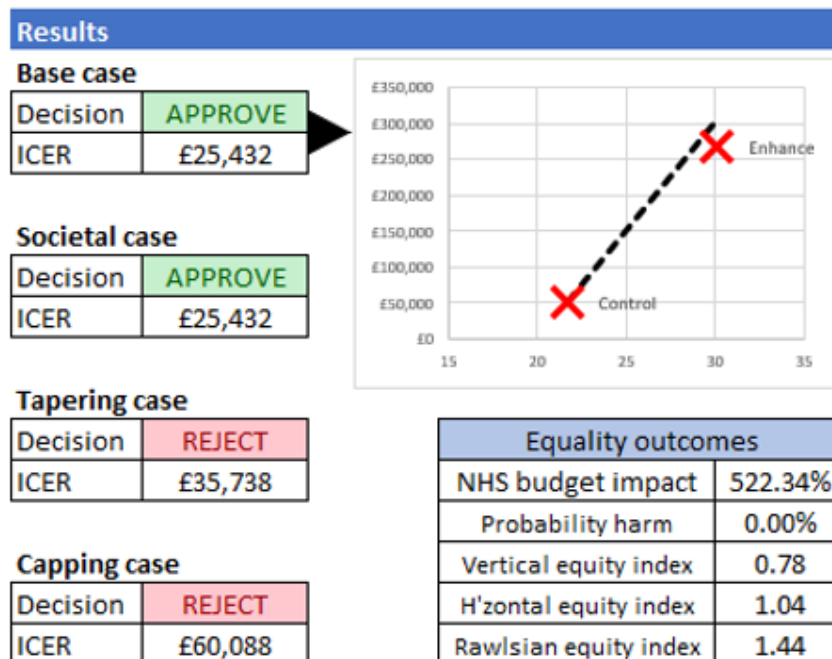 Results
Base case
Decision APPROVE
ICER £25,432
£350,000
£300,000
£250,000
£200,000
£150,000
£100,000
£50,000
£0
15 20 25 30 35
Enhance
Control
Societal case
Decision APPROVE
ICER £25,432
Tapering case
Decision REJECT
ICER £35,738
Equality outcomes
NHS budget impact 522.34%
Probability harm 0.00%
Vertical equity index 0.78
H'zontal equity index 1.04
Rawlsian equity index 1.44
Capping case
Decision REJECT
ICER £60,088